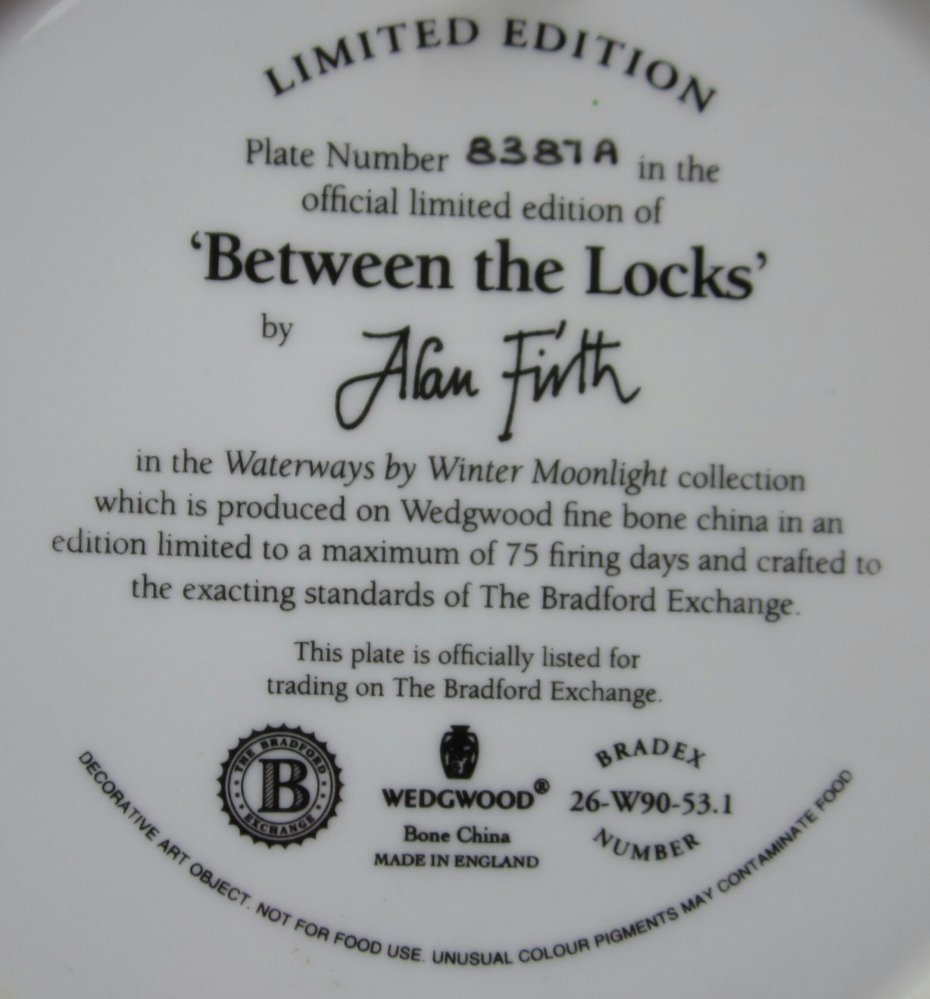 LIMITED EDITION
Plate Number 8387A in the
official limited edition of
‘Between the Locks’
by Alan Firth
in the Waterways by Winter Moonlight collection
which is produced on Wedgwood fine bone china in an
edition limited to a maximum of 75 firing days and crafted to
the exacting standards of The Bradford Exchange.
This plate is officially listed for
trading on The Bradford Exchange.
THE BRADFORD
B
EXCHANGE
WEDGWOOD®
Bone China
MADE IN ENGLAND
BRADEX
26-W90-53.1
NUMBER
DECORATIVE ART OBJECT. NOT FOR FOOD USE. UNUSUAL COLOUR PIGMENTS MAY CONTAMINATE FOOD